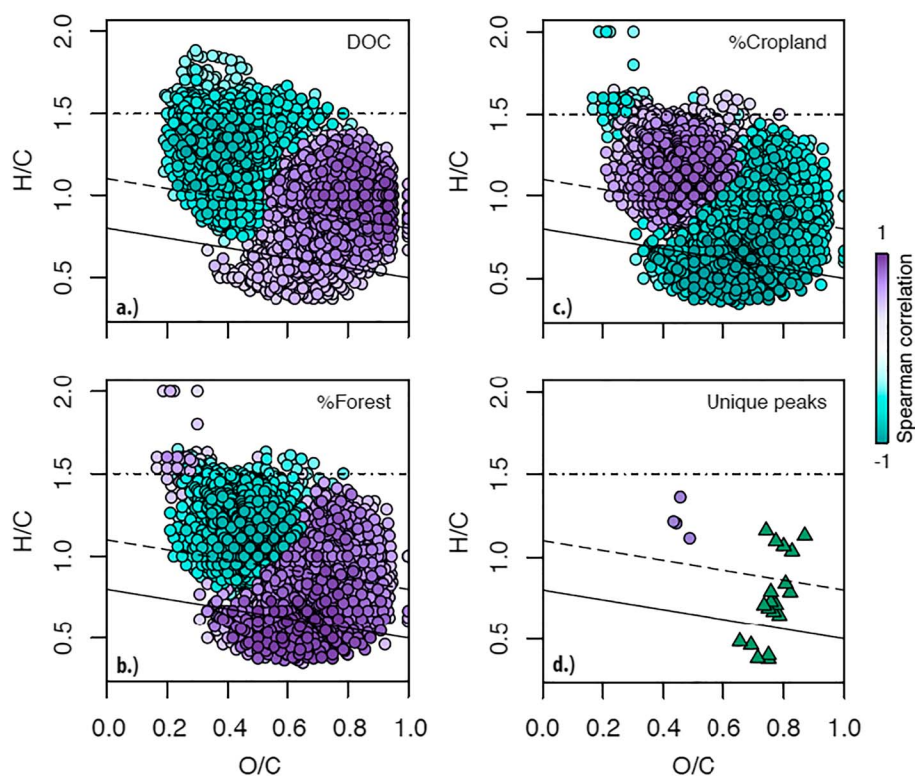 DOC
2.0
1.5
1.0
0.5
H/C
a.)
%Cropland
2.0
1.5
1.0
0.5
H/C
c.)
1
Spearman correlation
-1
%Forest
2.0
1.5
1.0
0.5
H/C
b.)
0.0 0.2 0.4 0.6 0.8 1.0
O/C
Unique peaks
2.0
1.5
1.0
0.5
H/C
d.)
0.0 0.2 0.4 0.6 0.8 1.0
O/C